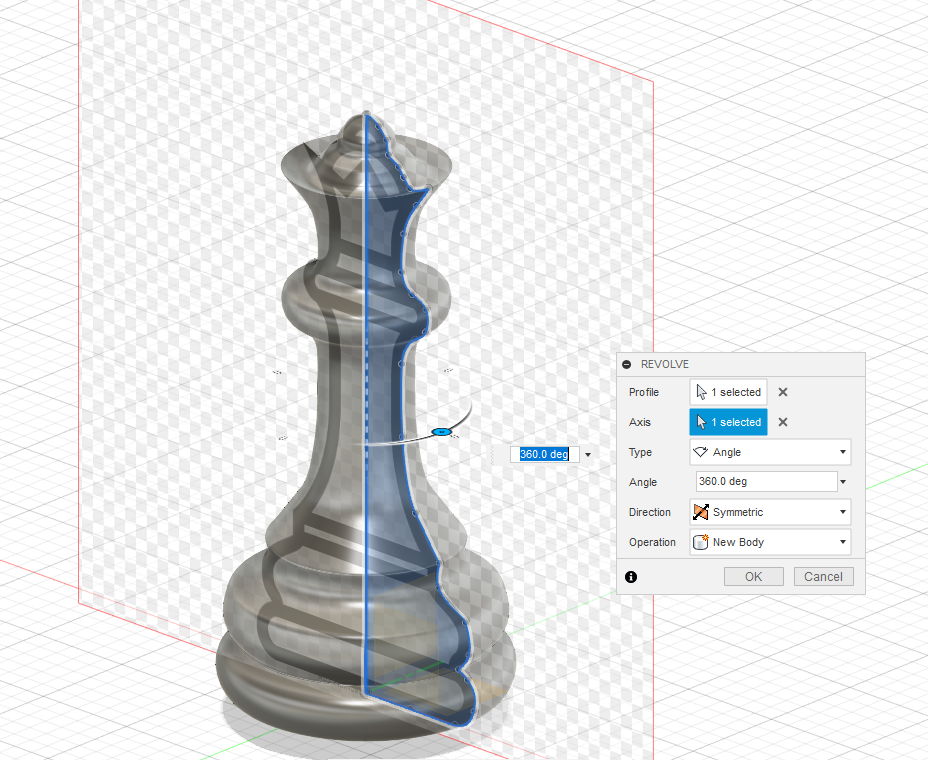 REVOLVE
Profile 1 selected
Axis 1 selected
Type Angle
360.0 deg
Angle 360.0 deg
Direction Symmetric
Operation New Body
OK Cancel